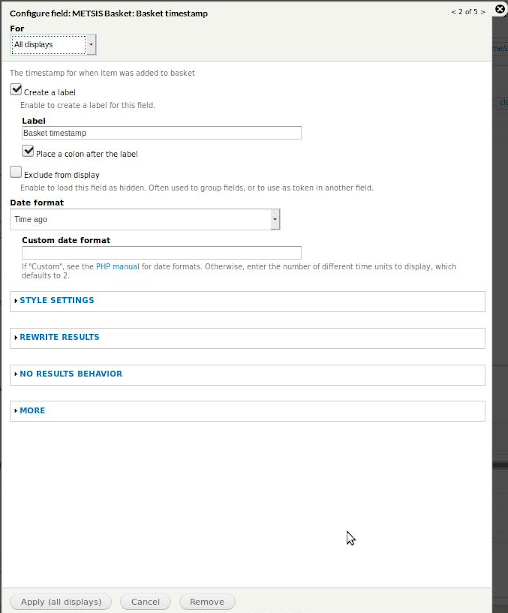 Configure field: METSIS Basket: Basket timestamp
< 2 of 5 >
For
All displays
The timestamp for when item was added to basket
Create a label
Enable to create a label for this field.
Label
Basket timestamp
Place a colon after the label
Exclude from display
Enable to load this field as hidden. Often used to group fields, or to use as token in another field.
Date format
Time ago
Custom date format
If "Custom", see the PHP manual for date formats. Otherwise, enter the number of different time units to display, which
defaults to 2.
STYLE SETTINGS
REWRITE RESULTS
NO RESULTS BEHAVIOR
MORE
Apply (all displays)
Cancel
Remove